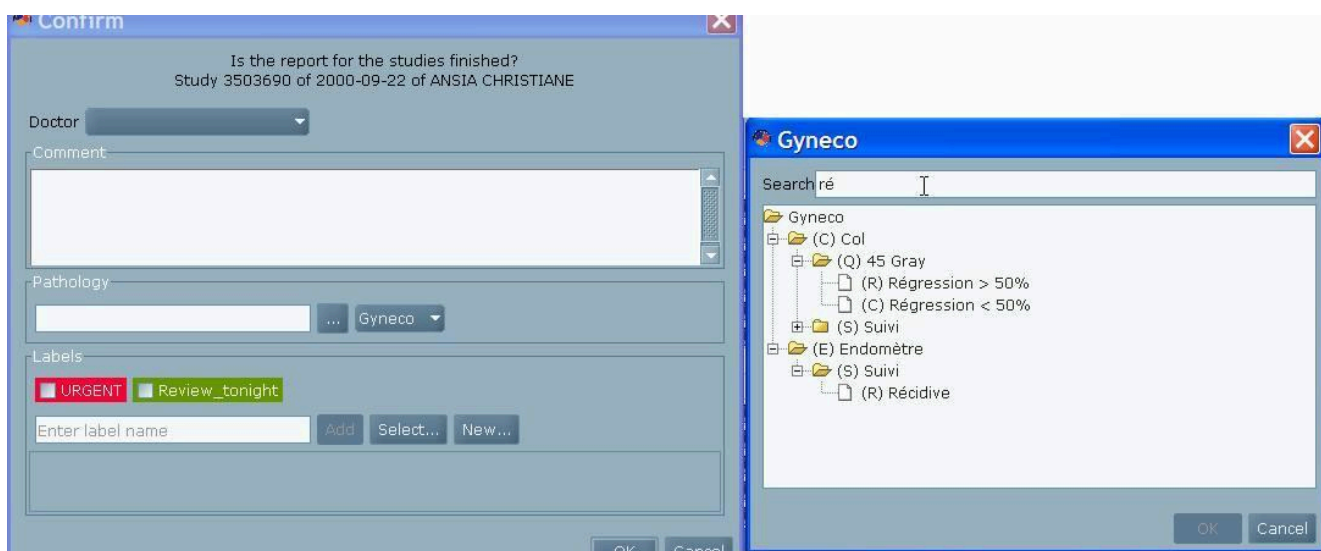 Confirm
Is the report for the studies finished?
Study 3503690 of 2000-09-22 of ANSIA CHRISTIANE
Doctor
Comment
Pathology
... Gyneco
Labels
URGENT Review_tonight
Enter label name Add Select... New...
OK Cancel
Gyneco
Search ré
Gyneco
(C) Col
(Q) 45 Gray
(R) Régression > 50%
(C) Régression < 50%
(S) Suivi
(E) Endomètre
(S) Suivi
(R) Récidive
OK Cancel